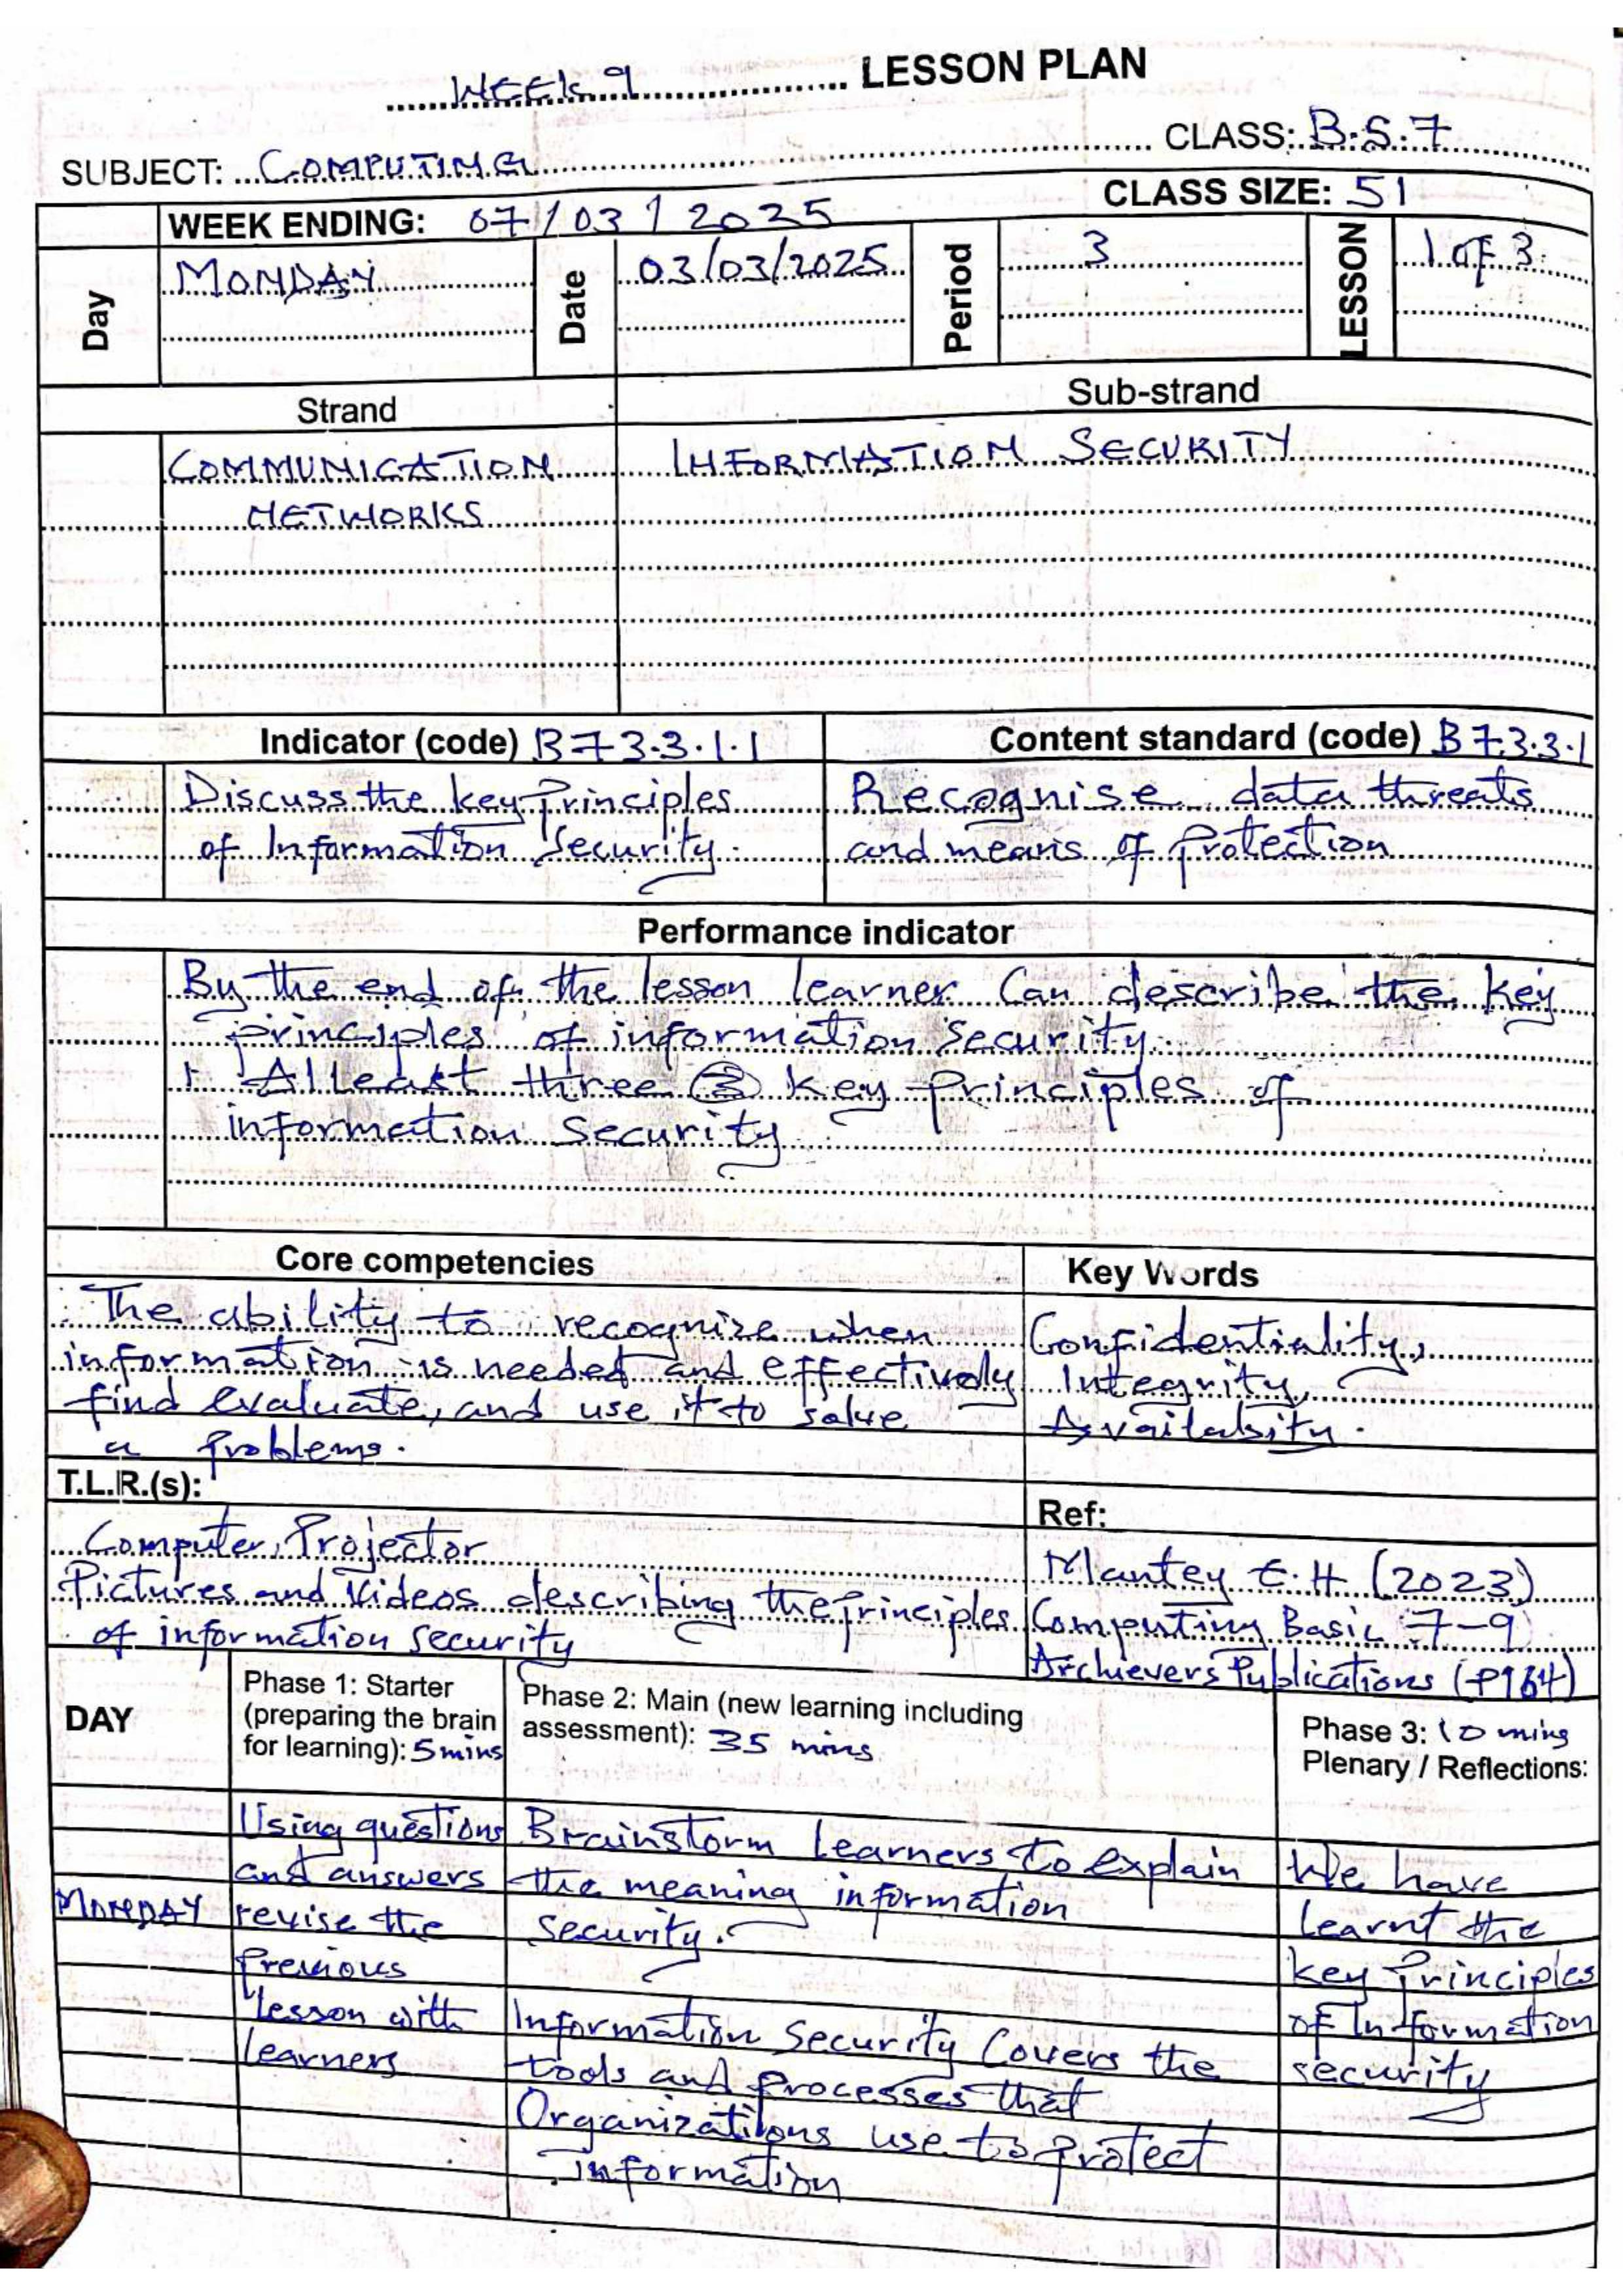 WEEK 9 LESSON PLAN
SUBJECT: COMPUTING CLASS: B.S.7
WEEK ENDING: 07/03/2025 CLASS SIZE: 51
Day MONDAY Date 03/03/2025 Period 3 LESSON 1 of 3
Strand Sub-strand
COMMUNICATION INFORMATION SECURITY
NETWORKS
Indicator (code) B7 3.3.1.1 Content standard (code) B7.3.3.1
Discuss the key Principles Recognise data threats
of Information Security. and means of Protection
Performance indicator
By the end of the lesson learner Can describe the key
principles of information Security.
1. Atleast three 3 key Principles of
information Security
Core competencies Key Words
The ability to recognize when Confidentiality,
information is needed and effectively Integrity,
find evaluate, and use it to solve Availabsity.
a Problems.
T.L.R.(s): Ref:
Computer, Projector Mantey E.H (2023)
Pictures and Videos describing the Principles Computing Basic 7-9
of information security Archievers Publications (P164)
DAY Phase 1: Starter Phase 2: Main (new learning including Phase 3: 10 mins
(preparing the brain assessment): 35 mins Plenary / Reflections:
for learning): 5mins
Using questions Brainstorm Learners to explain We have
and answers the meaning information Learnt the
MONDAY revise the security. key Principles
Previous of Information
lesson with Information Security Covers the security
learners tools and Processes that
Organizations use to Protect
information